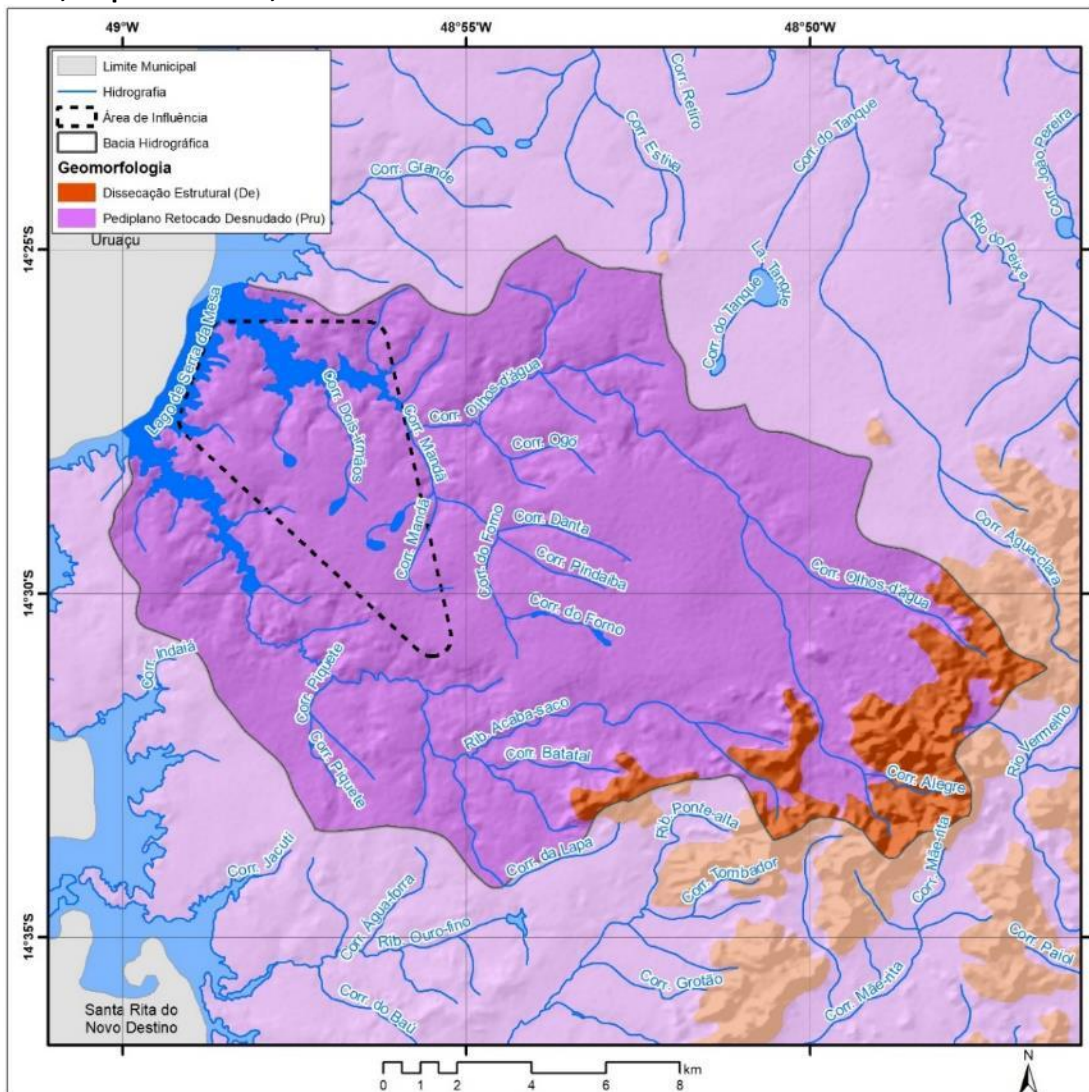 49°W
48°55'W
48°50'W
Limite Municipal
Hidrografia
Área de Influência
Bacia Hidrográfica
Geomorfologia
Dissecação Estrutural (De)
Pediplano Retocado Desnudado (Pru)
Uruaçu
14°25'S
14°30'S
14°35'S
Corr. Retiro
Corr. Estiva
Corr. do Tanque
Corr. João Pereira
Corr. Grande
Rio do Peixe
La. Tanque
Corr. do Tanque
Lago de Serra da Mesa
Corr. Dois-irmãos
Corr. Olhos-d'água
Corr. Manda
Corr. Ogó
Corr. Manda
Corr. do Forno
Corr. Danta
Corr. Pindaíba
Corr. do Forno
Corr. Água-clara
Corr. Olhos-d'água
Corr. Indaiá
Corr. Piquete
Corr. Piquete
Rib. Acaba-saco
Corr. Batatal
Corr. Alegre
Rio Vermelho
Corr. Jacuti
Corr. da Lapa
Rib. Ponte-alta
Corr. Tombador
Corr. Mãe-rita
Corr. Água-forra
Rib. Ouro-fino
Corr. Grotão
Corr. Mãe-rita
Corr. Paiol
Corr. do Baú
Santa Rita do
Novo Destino
0 1 2 4 6 8 km
N